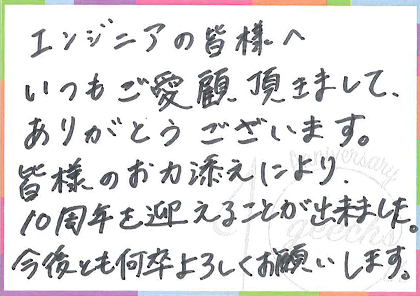 エンジニアの皆様へ
いつもご愛顧頂きまして、
ありがとうございます。
皆様のお力添えにより、
10周年を迎えることが出来ました。
今後とも何卒よろしくお願いします。
Anniversary
geechs